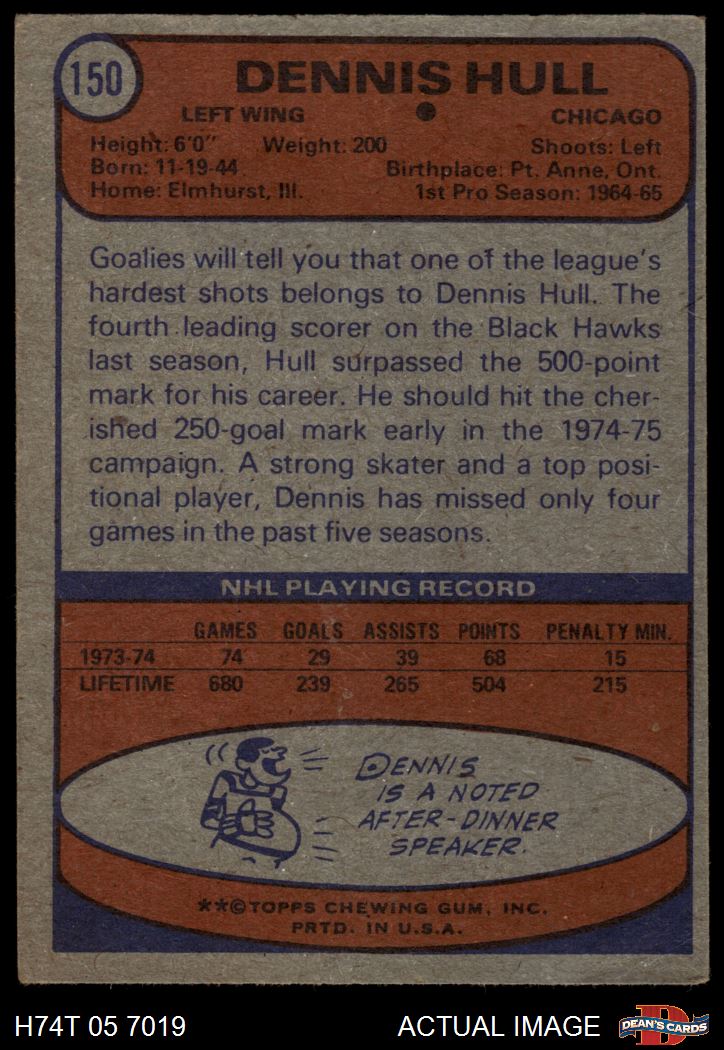 150
DENNIS HULL
LEFT WING CHICAGO
Height: 6'0" Weight: 200 Shoots: Left
Born: 11-19-44 Birthplace: Pt. Anne, Ont.
Home: Elmhurst, Ill. 1st Pro Season: 1964-65
Goalies will tell you that one of the league's
hardest shots belongs to Dennis Hull. The
fourth leading scorer on the Black Hawks
last season, Hull surpassed the 500-point
mark for his career. He should hit the cher-
ished 250-goal mark early in the 1974-75
campaign. A strong skater and a top posi-
tional player, Dennis has missed only four
games in the past five seasons.
NHL PLAYING RECORD
GAMES GOALS ASSISTS POINTS PENALTY MIN.
1973-74 74 29 39 68 15
LIFETIME 680 239 265 504 215
DENNIS
IS A NOTED
AFTER-DINNER
SPEAKER.
**©TOPPS CHEWING GUM, INC.
PRTD. IN U.S.A.
H74T 05 7019 ACTUAL IMAGE
D
DEAN'S CARDS